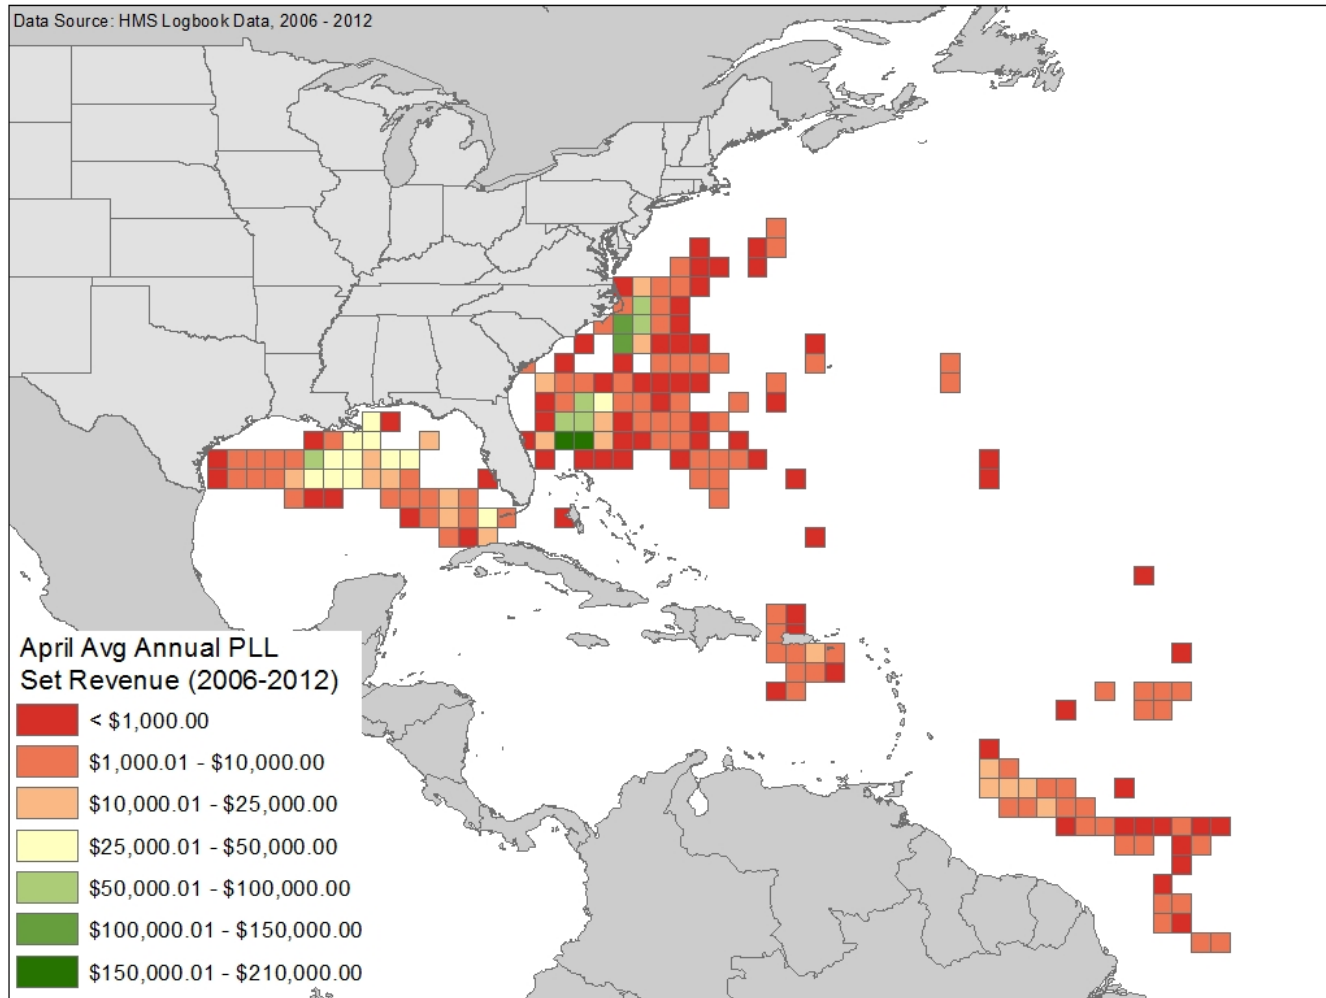 Data Source: HMS Logbook Data, 2006 - 2012
April Avg Annual PLL
Set Revenue (2006-2012)
< $1,000.00
$1,000.01 - $10,000.00
$10,000.01 - $25,000.00
$25,000.01 - $50,000.00
$50,000.01 - $100,000.00
$100,000.01 - $150,000.00
$150,000.01 - $210,000.00